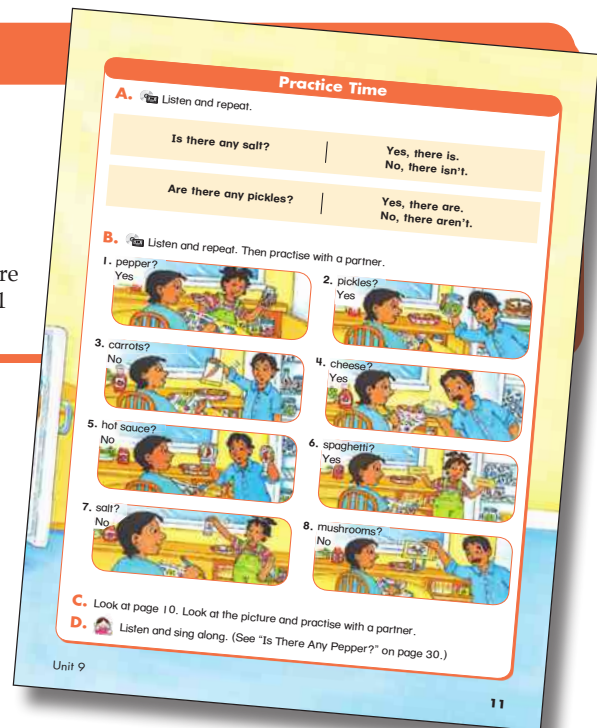 re
1
Practice Time
A. Listen and repeat.
Is there any salt?
Yes, there is.
No, there isn't.
Are there any pickles?
Yes, there are.
No, there aren't.
B. Listen and repeat. Then practise with a partner.
1. pepper?
Yes
2. pickles?
Yes
3. carrots?
No
4. cheese?
Yes
5. hot sauce?
No
6. spaghetti?
Yes
7. salt?
No
8. mushrooms?
No
C. Look at page 10. Look at the picture and practise with a partner.
D. Listen and sing along. (See "Is There Any Pepper?" on page 30.)
Unit 9
11